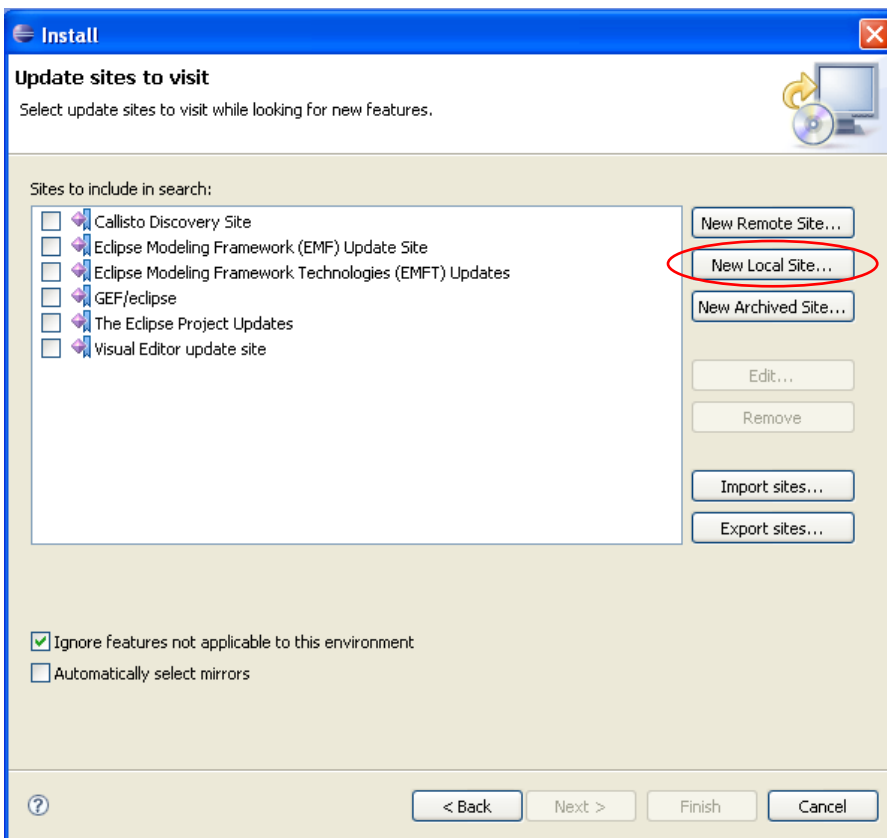 Install
Update sites to visit
Select update sites to visit while looking for new features.
Sites to include in search:
Callisto Discovery Site
Eclipse Modeling Framework (EMF) Update Site
Eclipse Modeling Framework Technologies (EMFT) Updates
GEF/eclipse
The Eclipse Project Updates
Visual Editor update site
New Remote Site...
New Local Site...
New Archived Site...
Edit...
Remove
Import sites...
Export sites...
Ignore features not applicable to this environment
Automatically select mirrors
?
< Back
Next >
Finish
Cancel